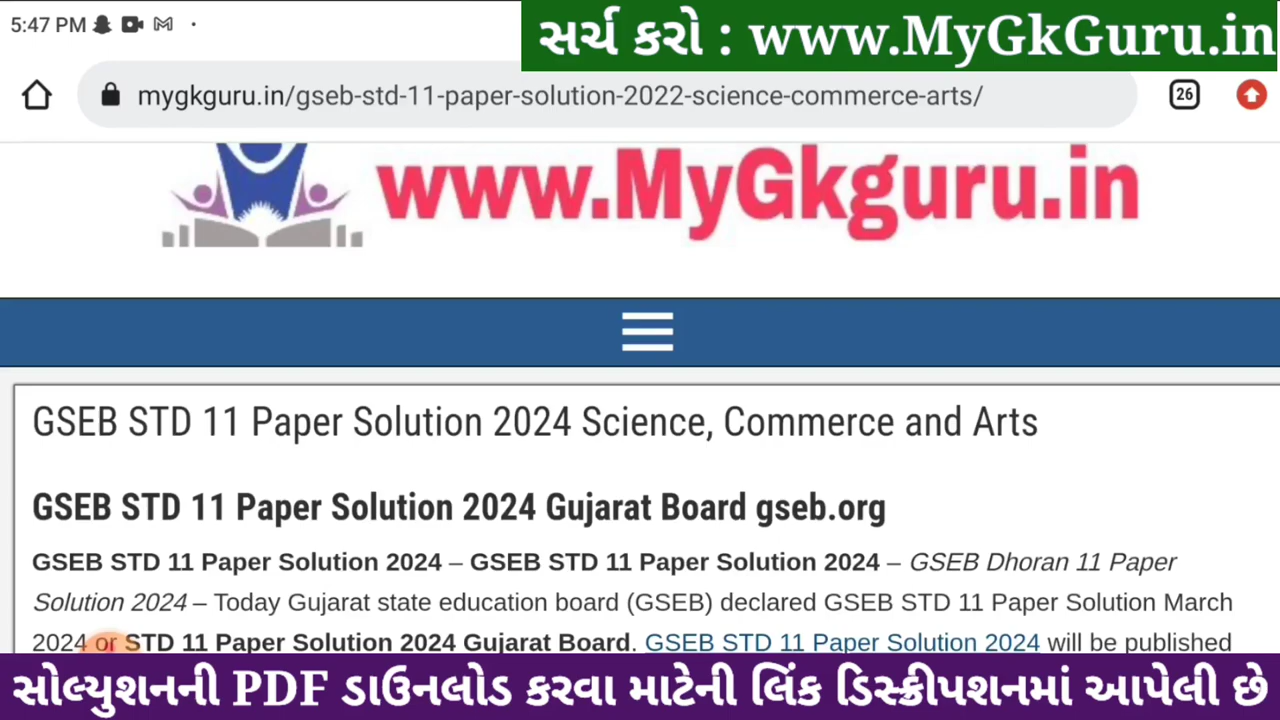 5:47 PM
સર્ચ કરો : www.MyGkGuru.in
mygkguru.in/gseb-std-11-paper-solution-2022-science-commerce-arts/
26
www.MyGkguru.in
GSEB STD 11 Paper Solution 2024 Science, Commerce and Arts
GSEB STD 11 Paper Solution 2024 Gujarat Board gseb.org
GSEB STD 11 Paper Solution 2024 – GSEB STD 11 Paper Solution 2024 – GSEB Dhoran 11 Paper
Solution 2024 – Today Gujarat state education board (GSEB) declared GSEB STD 11 Paper Solution March
2024 or STD 11 Paper Solution 2024 Gujarat Board. GSEB STD 11 Paper Solution 2024 will be published
સોલ્યુશનની PDF ડાઉનલોડ કરવા માટેની લિંક ડિસ્ક્રીપશનમાં આપેલી છે